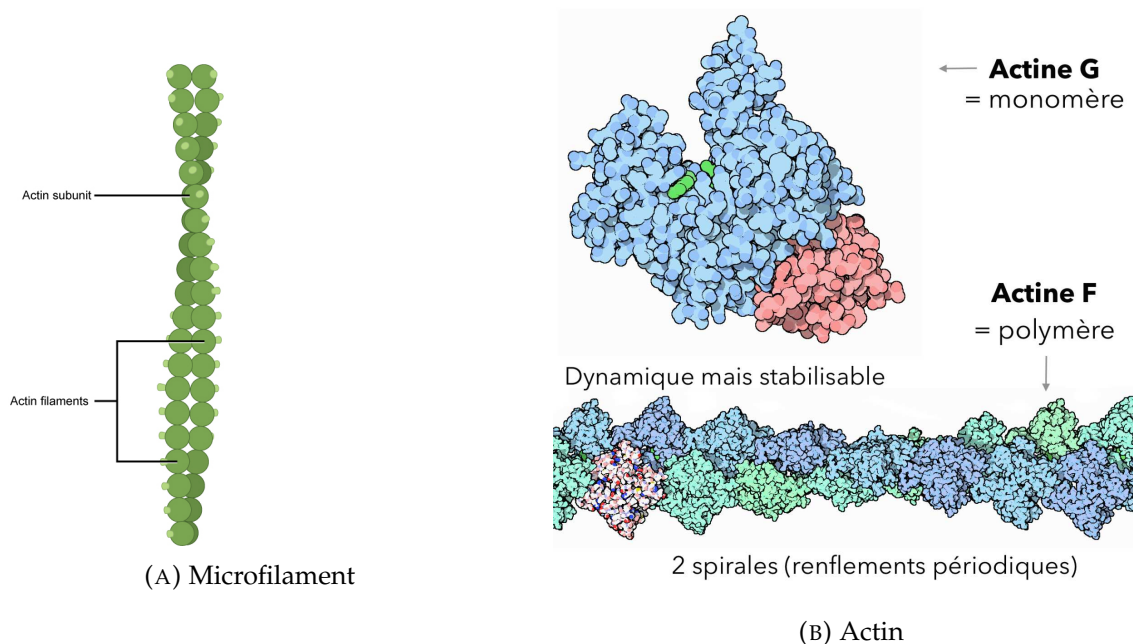 Actin subunit
Actin filaments
(A) Microfilament
Actine G
= monomère
Actine F
= polymère
Dynamique mais stabilisable
2 spirales (renflements périodiques)
(B) Actin